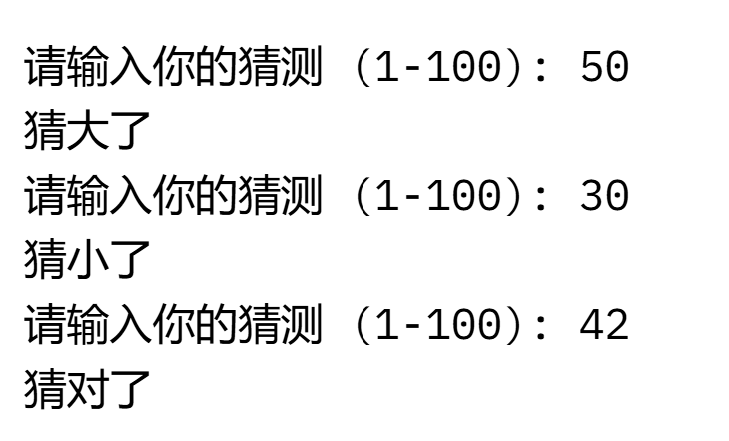 请输入你的猜测 (1-100): 50
猜大了
请输入你的猜测 (1-100): 30
猜小了
请输入你的猜测 (1-100): 42
猜对了